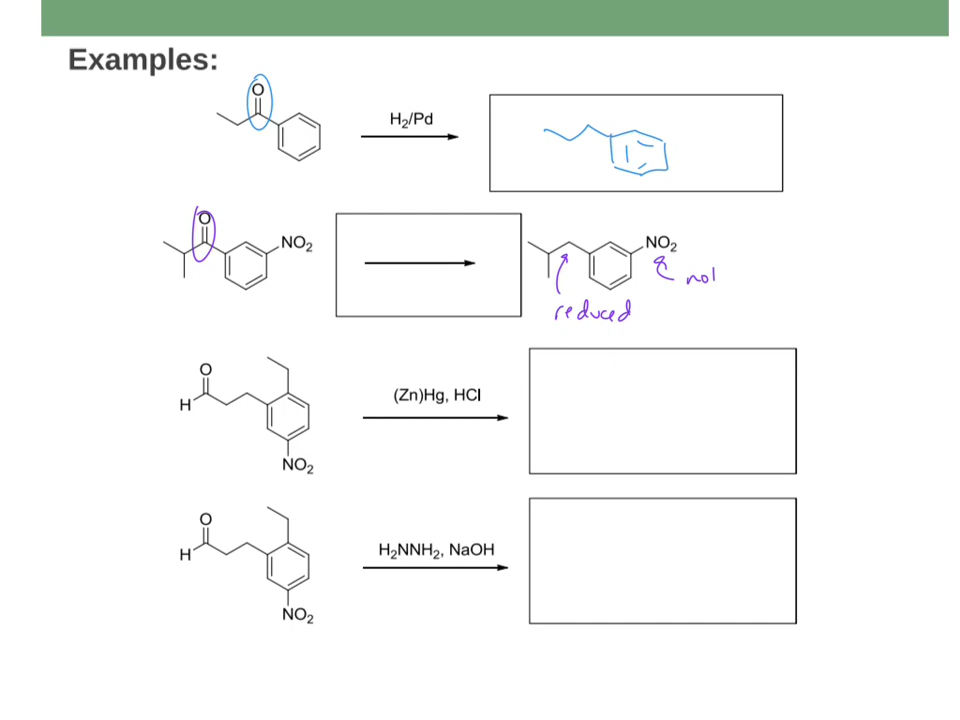 Examples:
O
H₂/Pd
O
NO₂
NO₂
not
reduced
O
H
(Zn)Hg, HCl
NO₂
O
H
H₂NNH₂, NaOH
NO₂